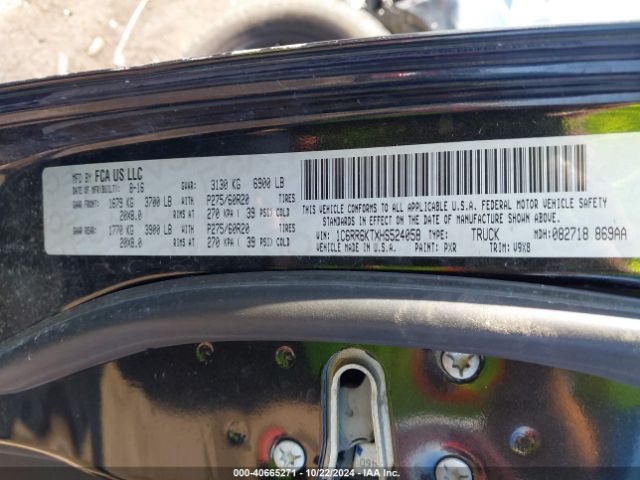 MFD BY: FCA US LLC
DATE OF MFR/BUILT: 8-16 GVWR: 3130 KG 6900 LB
GAWR FRONT: 1679 KG 3700 LB WITH P275/60R20 TIRES
20X8.0 RIMS AT 270 KPA ( 39 PSI) COLD
GAWR REAR: 1770 KG 3900 LB WITH P275/60R20 TIRES
20X8.0 RIMS AT 270 KPA ( 39 PSI) COLD
THIS VEHICLE CONFORMS TO ALL APPLICABLE U.S.A. FEDERAL MOTOR VEHICLE SAFETY
STANDARDS IN EFFECT ON THE DATE OF MANUFACTURE SHOWN ABOVE.
VIN: 1C6RR6KTXHS524058 TYPE: TRUCK MDH: 082718 869AA
VEHICLE MADE IN U.S.A. PAINT: PXR TRIM: V9X8
000-40665271 - 10/22/2024 - IAAI.COM